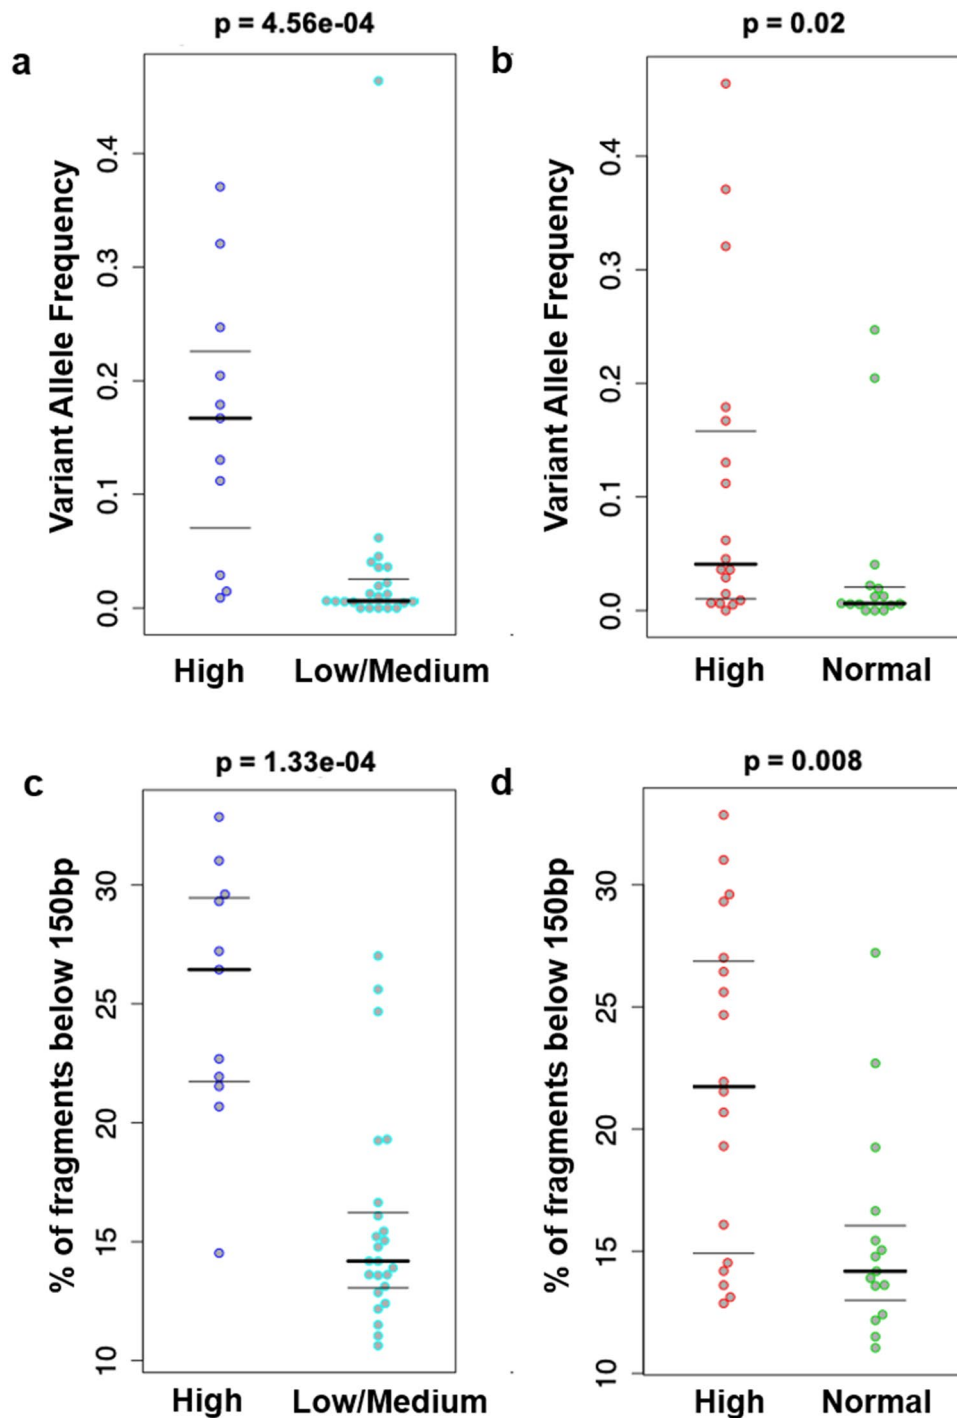 p = 4.56e-04
p = 0.02
a
b
Variant Allele Frequency
0.4
0.3
0.2
0.1
0.0
High
Low/Medium
Variant Allele Frequency
0.4
0.3
0.2
0.1
0.0
High
Normal
p = 1.33e-04
p = 0.008
c
d
% of fragments below 150bp
30
25
20
15
10
High
Low/Medium
% of fragments below 150bp
30
25
20
15
10
High
Normal